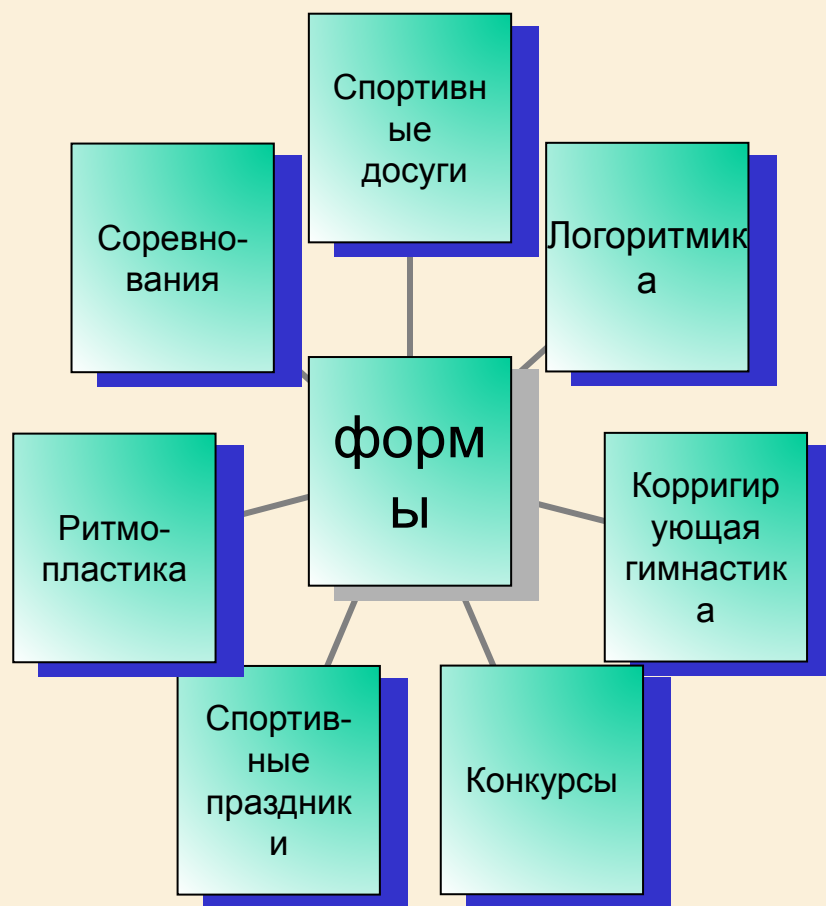 Спортивн
ые
досуги
Соревно-
вания
Логоритмик
а
форм
ы
Ритмо-
пластика
Корригир
ующая
гимнастик
а
Спортив-
ные
праздник
и
Конкурсы